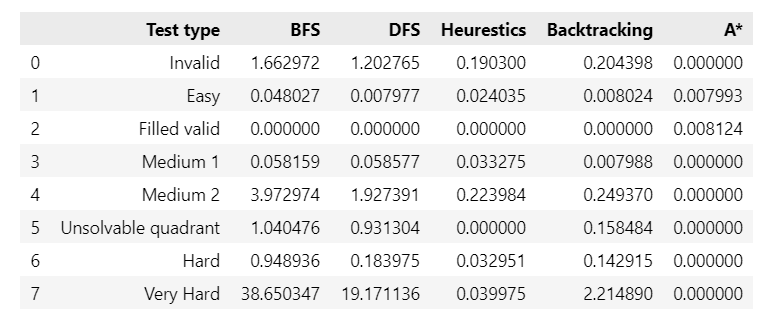 Test type BFS DFS Heurestics Backtracking A*
0 Invalid 1.662972 1.202765 0.190300 0.204398 0.000000
1 Easy 0.048027 0.007977 0.024035 0.008024 0.007993
2 Filled valid 0.000000 0.000000 0.000000 0.000000 0.008124
3 Medium 1 0.058159 0.058577 0.033275 0.007988 0.000000
4 Medium 2 3.972974 1.927391 0.223984 0.249370 0.000000
5 Unsolvable quadrant 1.040476 0.931304 0.000000 0.158484 0.000000
6 Hard 0.948936 0.183975 0.032951 0.142915 0.000000
7 Very Hard 38.650347 19.171136 0.039975 2.214890 0.000000